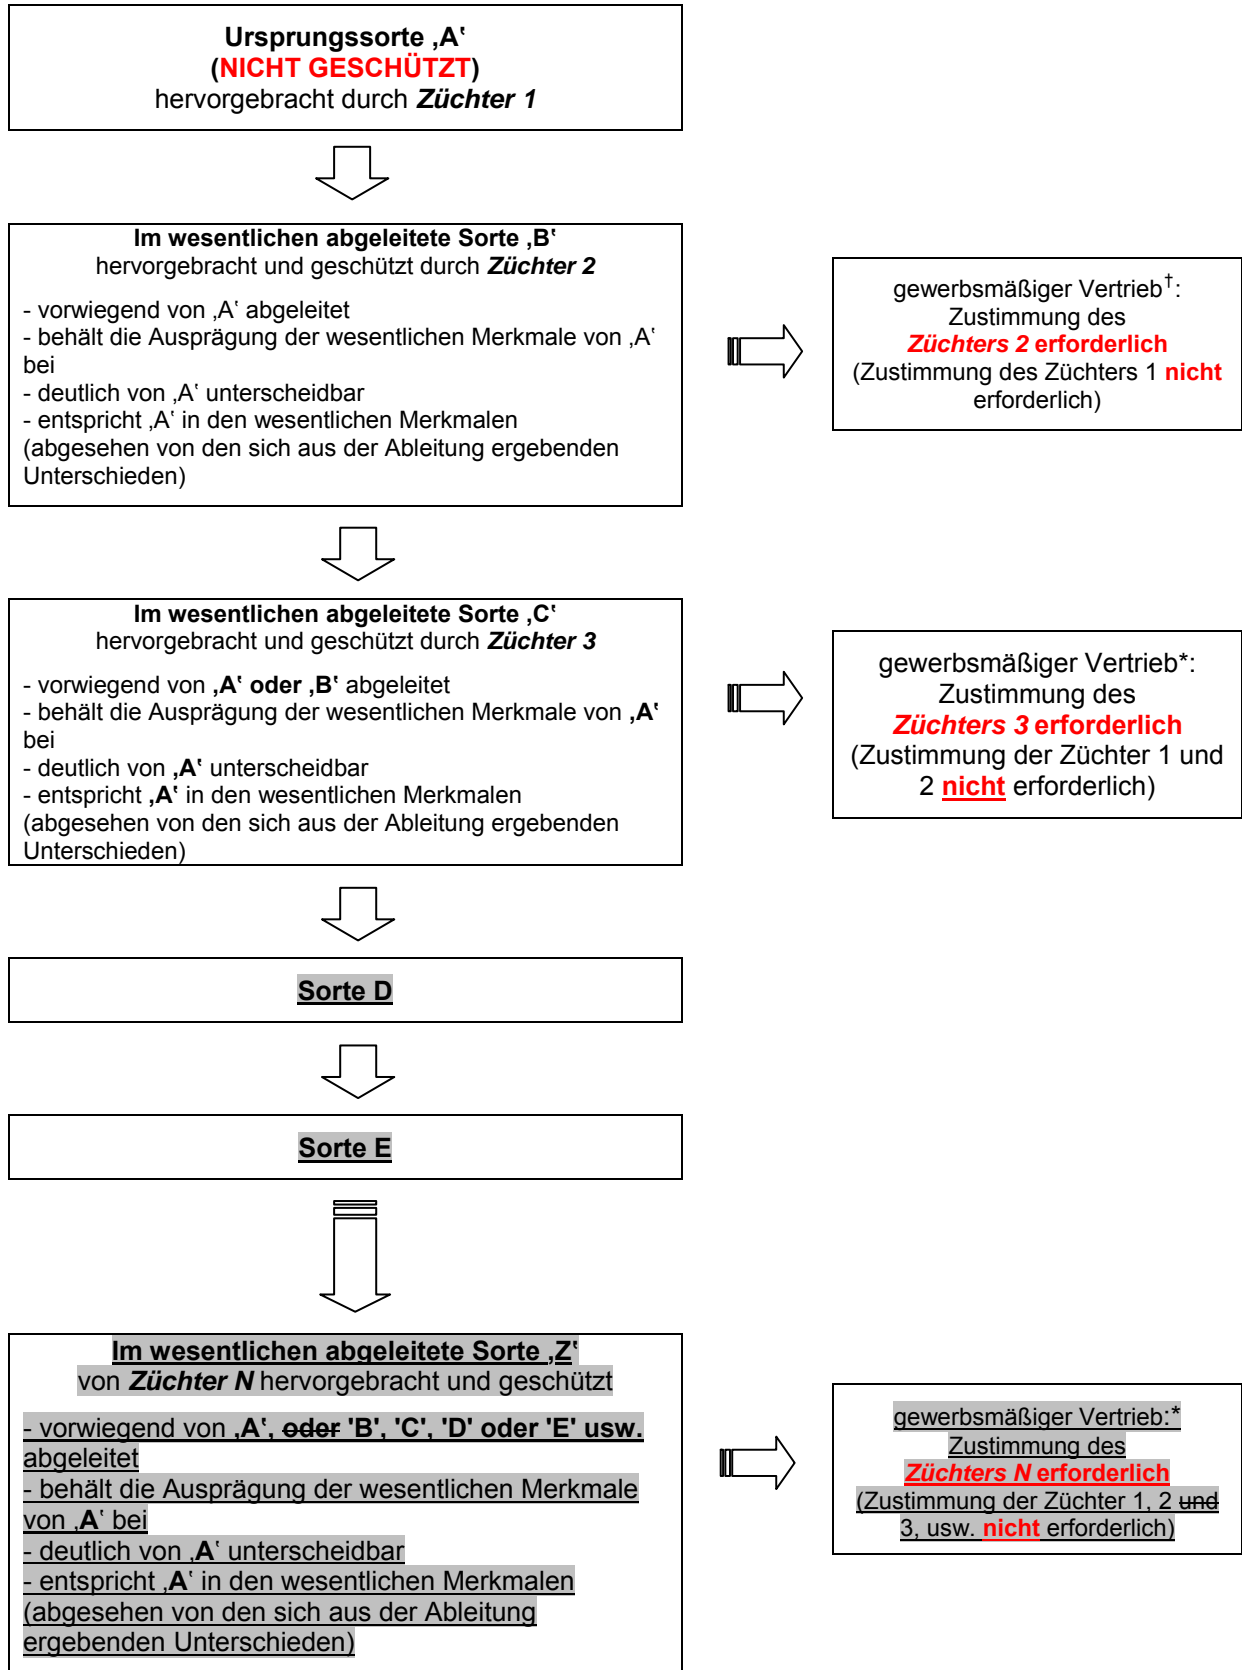 Ursprungssorte ‚A‘
(NICHT GESCHÜTZT)
hervorgebracht durch Züchter 1
Im wesentlichen abgeleitete Sorte ‚B‘
hervorgebracht und geschützt durch Züchter 2
- vorwiegend von ‚A‘ abgeleitet
- behält die Ausprägung der wesentlichen Merkmale von ‚A‘
bei
- deutlich von ‚A‘ unterscheidbar
- entspricht ‚A‘ in den wesentlichen Merkmalen
(abgesehen von den sich aus der Ableitung ergebenden
Unterschieden)
gewerbsmäßiger Vertrieb†:
Zustimmung des
Züchters 2 erforderlich
(Zustimmung des Züchters 1 nicht
erforderlich)
Im wesentlichen abgeleitete Sorte ‚C‘
hervorgebracht und geschützt durch Züchter 3
- vorwiegend von ‚A‘ oder ‚B‘ abgeleitet
- behält die Ausprägung der wesentlichen Merkmale von ‚A‘
bei
- deutlich von ‚A‘ unterscheidbar
- entspricht ‚A‘ in den wesentlichen Merkmalen
(abgesehen von den sich aus der Ableitung ergebenden
Unterschieden)
gewerbsmäßiger Vertrieb*:
Zustimmung des
Züchters 3 erforderlich
(Zustimmung der Züchter 1 und
2 nicht erforderlich)
Sorte D
Sorte E
Im wesentlichen abgeleitete Sorte ‚Z‘
von Züchter N hervorgebracht und geschützt
- vorwiegend von ‚A‘, oder 'B', 'C', 'D' oder 'E' usw.
abgeleitet
- behält die Ausprägung der wesentlichen Merkmale
von ‚A‘ bei
- deutlich von ‚A‘ unterscheidbar
- entspricht ‚A‘ in den wesentlichen Merkmalen
(abgesehen von den sich aus der Ableitung
ergebenden Unterschieden)
gewerbsmäßiger Vertrieb:*
Zustimmung des
Züchters N erforderlich
(Zustimmung der Züchter 1, 2 und
3, usw. nicht erforderlich)